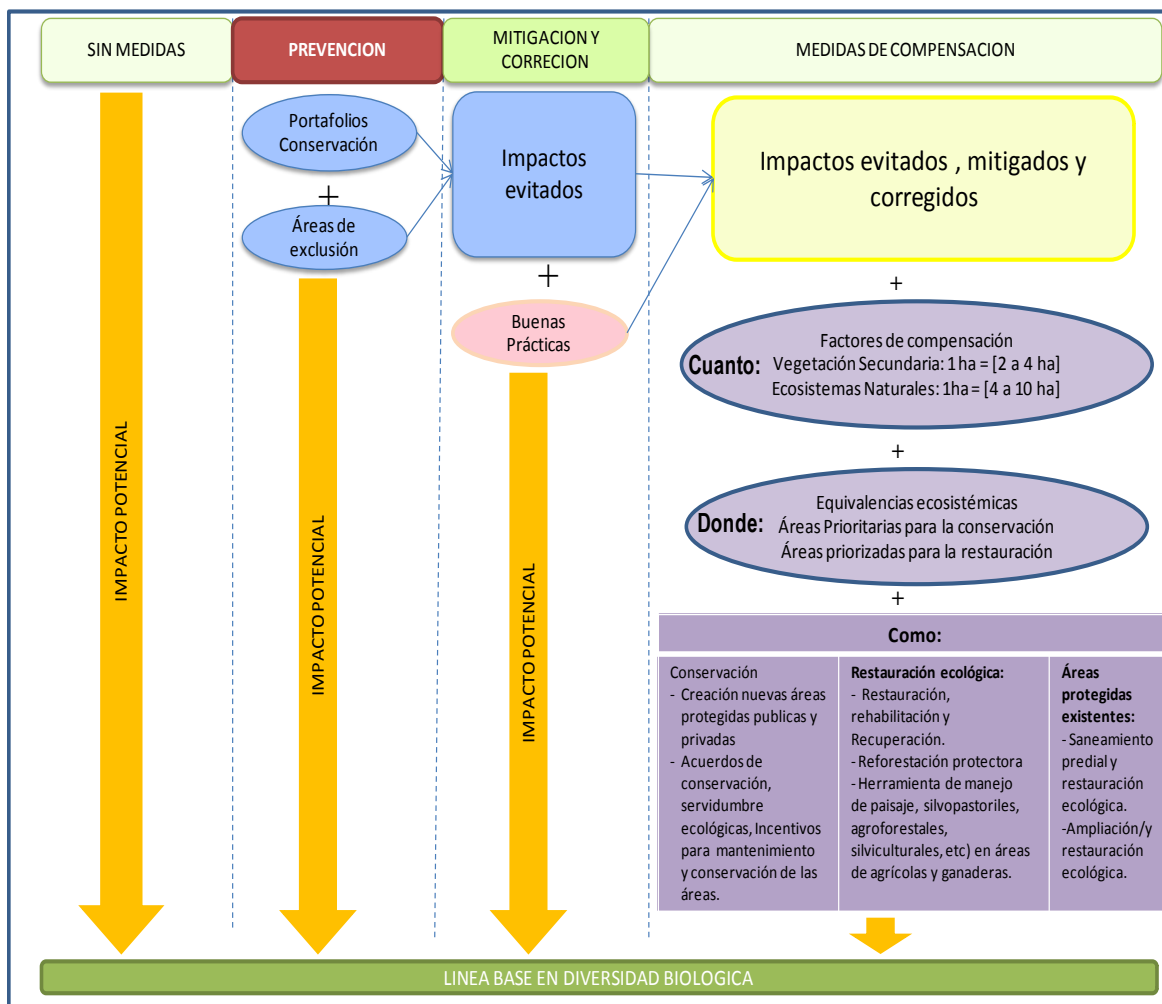 SIN MEDIDAS
PREVENCION
MITIGACION Y
CORRECION
MEDIDAS DE COMPENSACION
Portafolios
Conservación
+
Áreas de
exclusión
Impactos
evitados
+
Buenas
Prácticas
Impactos evitados , mitigados y
corregidos
+
Cuanto:
Factores de compensación
Vegetación Secundaria: 1 ha = [2 a 4 ha]
Ecosistemas Naturales: 1ha = [4 a 10 ha]
+
Donde:
Equivalencias ecosistémicas
Áreas Prioritarias para la conservación
Áreas priorizadas para la restauración
+
Como:
Conservación
- Creación nuevas áreas
protegidas publicas y
privadas
- Acuerdos de
conservación,
servidumbre
ecológicas, Incentivos
para mantenimiento
y conservación de las
áreas.
Restauración ecológica:
- Restauración,
rehabilitación y
Recuperación.
- Reforestación protectora
- Herramienta de manejo
de paisaje, silvopastoriles,
agroforestales,
silviculturales, etc) en áreas
de agrícolas y ganaderas.
Áreas
protegidas
existentes:
- Saneamiento
predial y
restauración
ecológica.
-Ampliación/y
restauración
ecológica.
IMPACTO POTENCIAL
IMPACTO POTENCIAL
IMPACTO POTENCIAL
LINEA BASE EN DIVERSIDAD BIOLOGICA